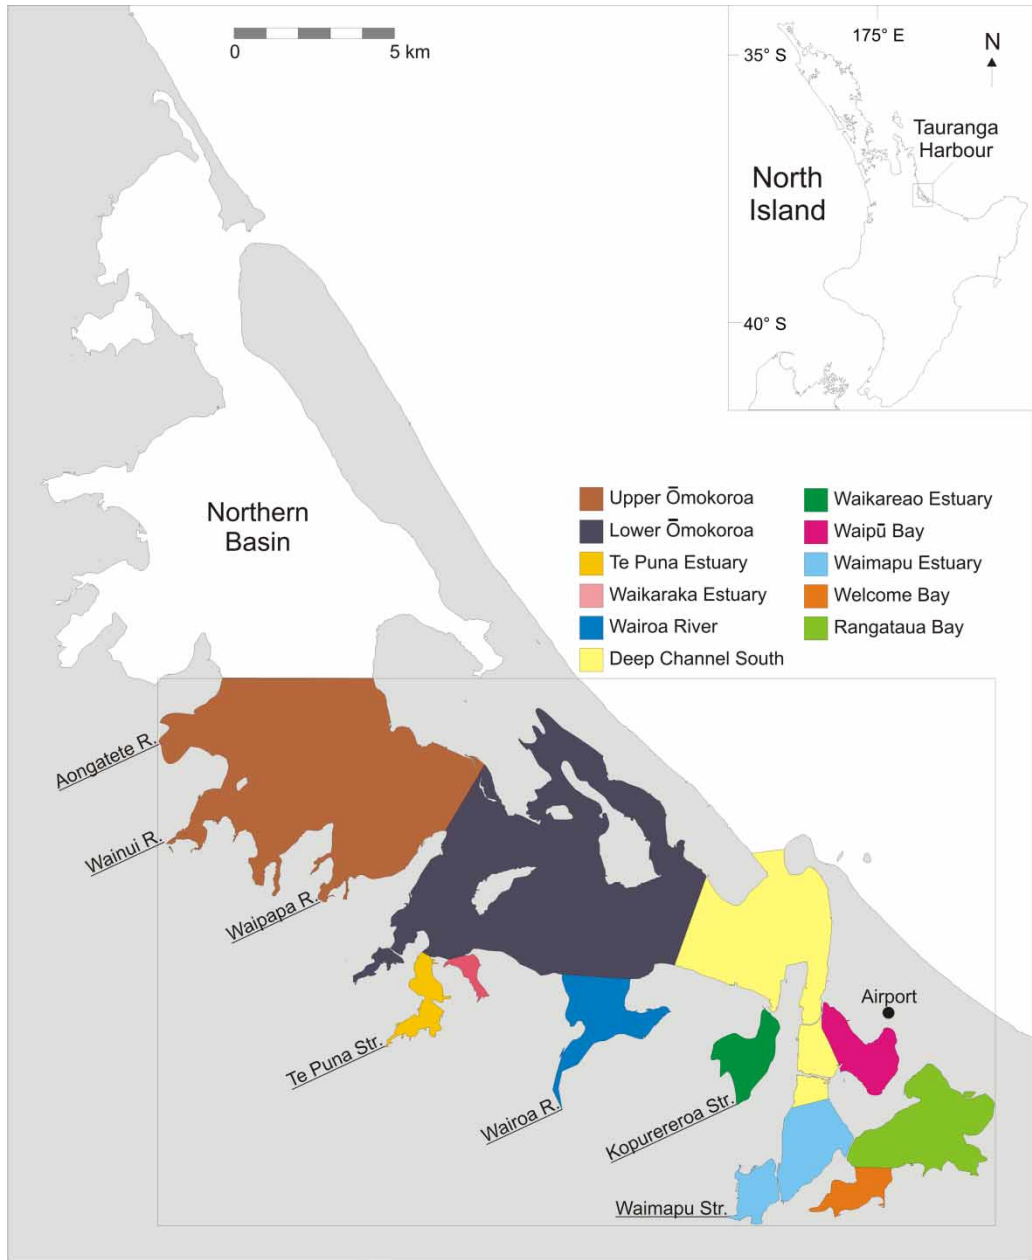 0
5 km
175° E
35° S
N
Tauranga
Harbour
North
Island
40° S
Northern
Basin
Upper Ōmokoroa
Lower Ōmokoroa
Te Puna Estuary
Waikaraka Estuary
Wairoa River
Deep Channel South
Waikareao Estuary
Waipū Bay
Waimapu Estuary
Welcome Bay
Rangataua Bay
Aongatete R.
Wainui R.
Waipapa R.
Te Puna Str.
Wairoa R.
Kopurereroa Str.
Waimapu Str.
Airport